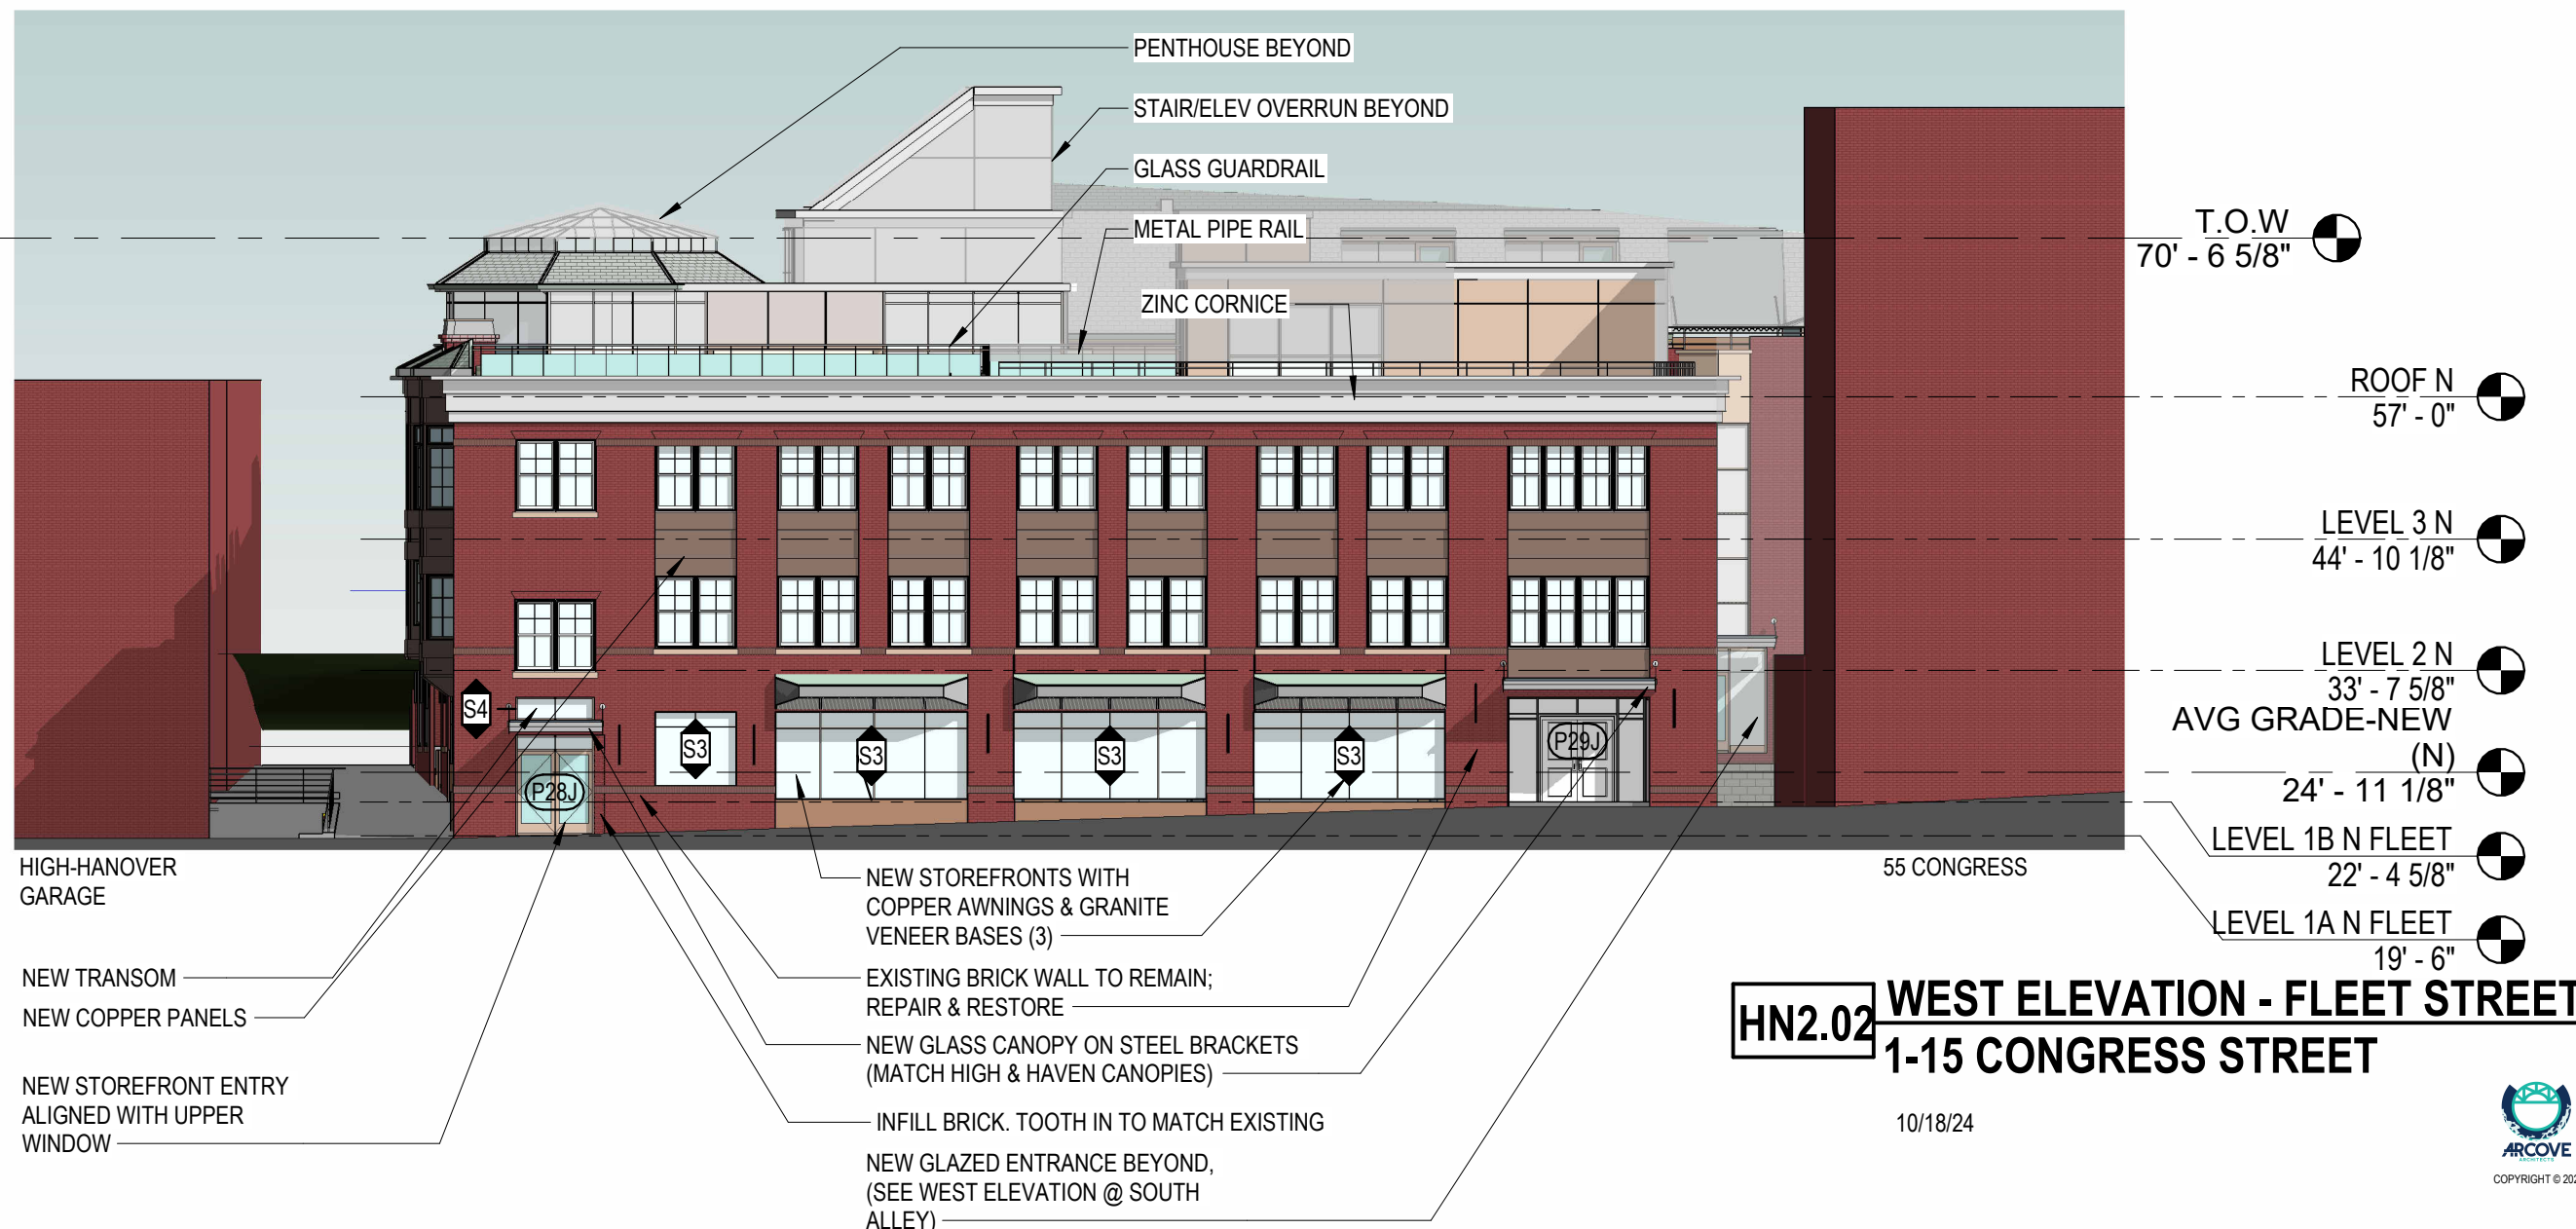 PENTHOUSE BEYOND
STAIR/ELEV OVERRUN BEYOND
GLASS GUARDRAIL
METAL PIPE RAIL
ZINC CORNICE
T.O.W
70' - 6 5/8"
ROOF N
57' - 0"
LEVEL 3 N
44' - 10 1/8"
LEVEL 2 N
33' - 7 5/8"
AVG GRADE-NEW
(N)
24' - 11 1/8"
LEVEL 1B N FLEET
22' - 4 5/8"
LEVEL 1A N FLEET
19' - 6"
S4
S3
S3
S3
S3
P28J
P29J
HIGH-HANOVER
GARAGE
55 CONGRESS
NEW TRANSOM
NEW COPPER PANELS
NEW STOREFRONT ENTRY
ALIGNED WITH UPPER
WINDOW
NEW STOREFRONTS WITH
COPPER AWNINGS & GRANITE
VENEER BASES (3)
EXISTING BRICK WALL TO REMAIN;
REPAIR & RESTORE
NEW GLASS CANOPY ON STEEL BRACKETS
(MATCH HIGH & HAVEN CANOPIES)
INFILL BRICK. TOOTH IN TO MATCH EXISTING
NEW GLAZED ENTRANCE BEYOND,
(SEE WEST ELEVATION @ SOUTH
ALLEY)
HN2.02
WEST ELEVATION - FLEET STREET
1-15 CONGRESS STREET
10/18/24
ARCOVE
ARCHITECTS
COPYRIGHT © 202